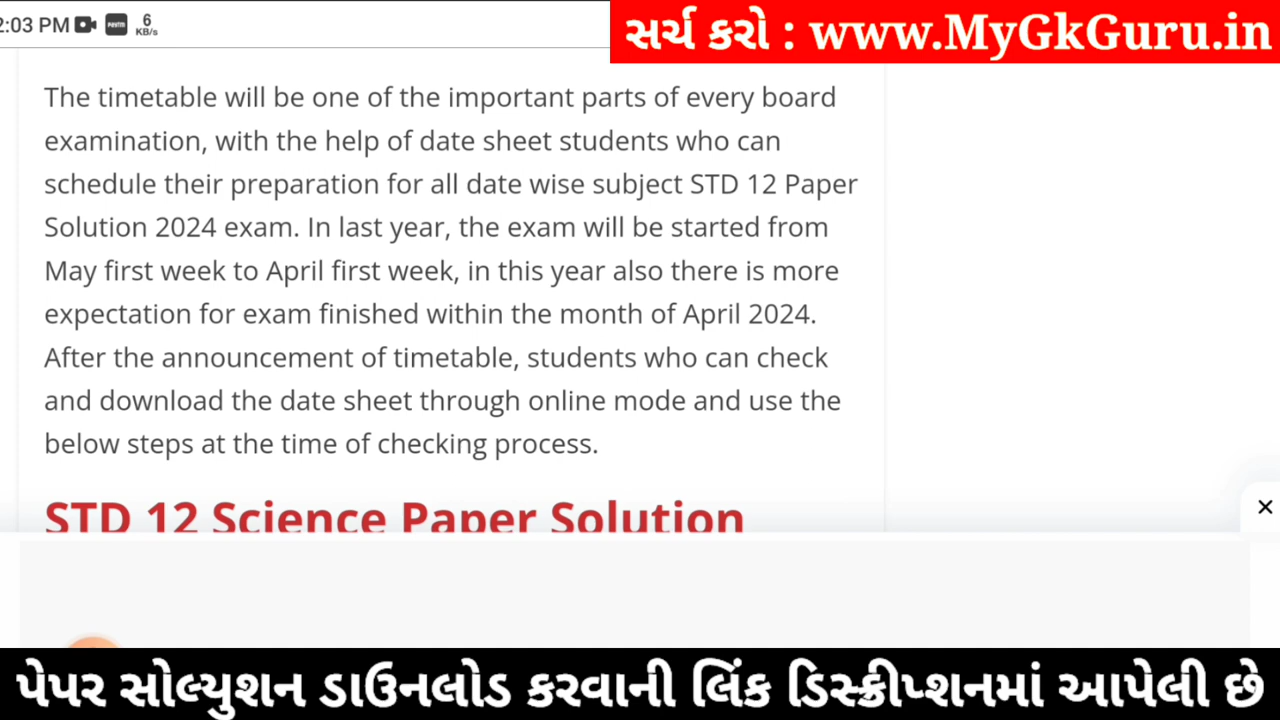 2:03 PM 6 KB/s
સર્ચ કરો : www.MyGkGuru.in
The timetable will be one of the important parts of every board
examination, with the help of date sheet students who can
schedule their preparation for all date wise subject STD 12 Paper
Solution 2024 exam. In last year, the exam will be started from
May first week to April first week, in this year also there is more
expectation for exam finished within the month of April 2024.
After the announcement of timetable, students who can check
and download the date sheet through online mode and use the
below steps at the time of checking process.
STD 12 Science Paper Solution
પેપર સોલ્યુશન ડાઉનલોડ કરવાની લિંક ડિસ્ક્રીપ્શનમાં આપેલી છે